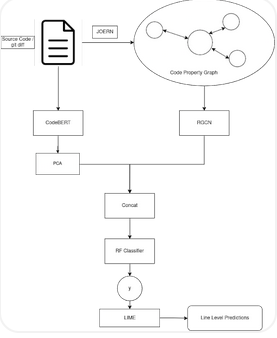 Source Code /
git diff
JOERN
Code Property Graph
CodeBERT
RGCN
PCA
Concat
RF Classifier
y
LIME
Line Level Predictions